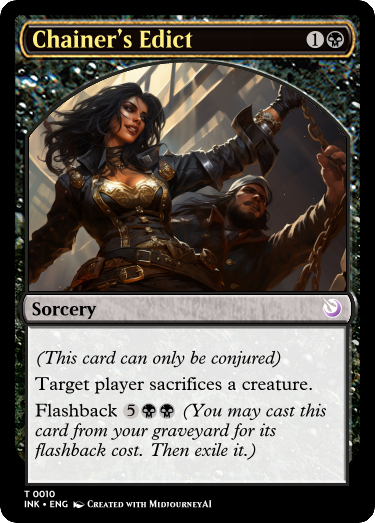 Chainer's Edict 1
Sorcery
(This card can only be conjured)
Target player sacrifices a creature.
Flashback 5 (You may cast this
card from your graveyard for its
flashback cost. Then exile it.)
T 0010
INK • ENG Created with MidjourneyAI